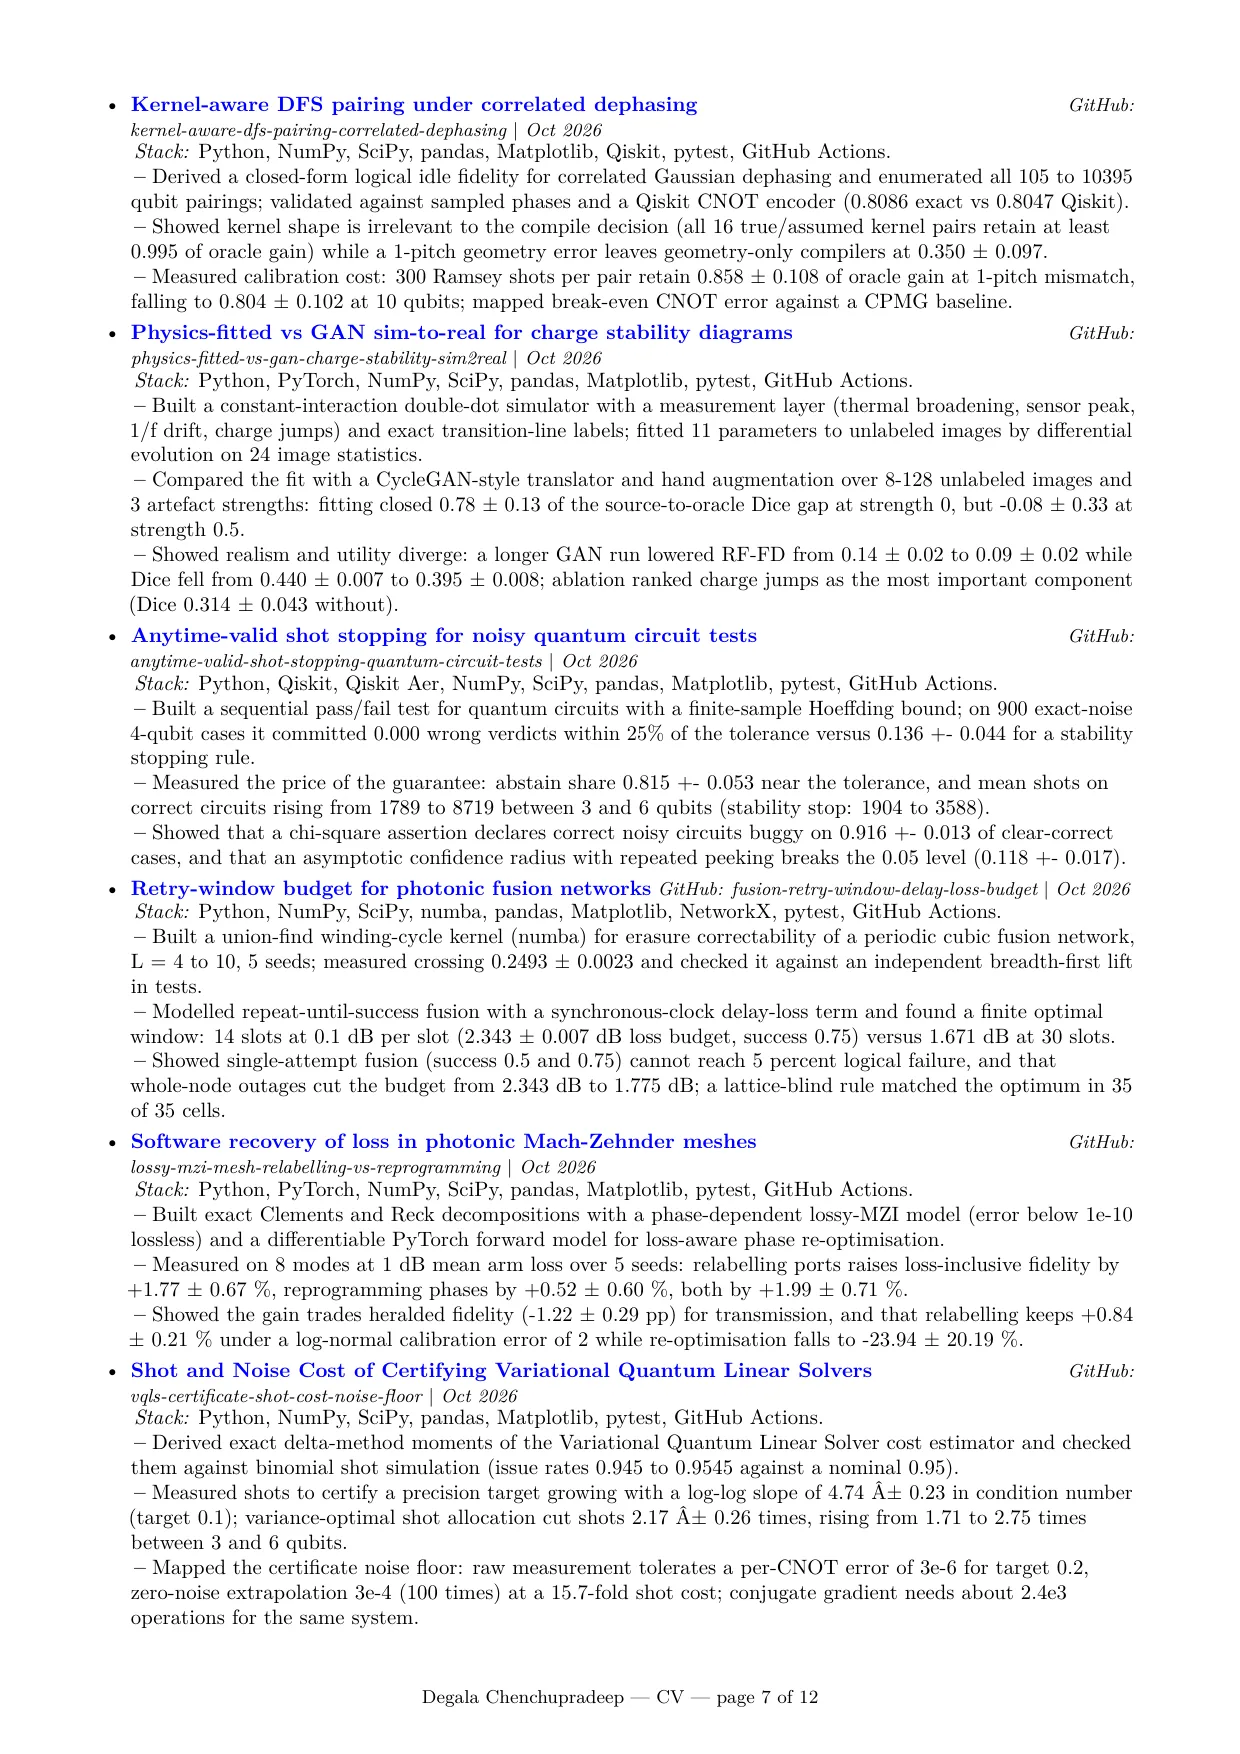 • Kernel-aware DFS pairing under correlated dephasing GitHub:
kernel-aware-dfs-pairing-correlated-dephasing | Oct 2026
Stack: Python, NumPy, SciPy, pandas, Matplotlib, Qiskit, pytest, GitHub Actions.
– Derived a closed-form logical idle fidelity for correlated Gaussian dephasing and enumerated all 105 to 10395
qubit pairings; validated against sampled phases and a Qiskit CNOT encoder (0.8086 exact vs 0.8047 Qiskit).
– Showed kernel shape is irrelevant to the compile decision (all 16 true/assumed kernel pairs retain at least
0.995 of oracle gain) while a 1-pitch geometry error leaves geometry-only compilers at 0.350 ± 0.097.
– Measured calibration cost: 300 Ramsey shots per pair retain 0.858 ± 0.108 of oracle gain at 1-pitch mismatch,
falling to 0.804 ± 0.102 at 10 qubits; mapped break-even CNOT error against a CPMG baseline.
• Physics-fitted vs GAN sim-to-real for charge stability diagrams GitHub:
physics-fitted-vs-gan-charge-stability-sim2real | Oct 2026
Stack: Python, PyTorch, NumPy, SciPy, pandas, Matplotlib, pytest, GitHub Actions.
– Built a constant-interaction double-dot simulator with a measurement layer (thermal broadening, sensor peak,
1/f drift, charge jumps) and exact transition-line labels; fitted 11 parameters to unlabeled images by differential
evolution on 24 image statistics.
– Compared the fit with a CycleGAN-style translator and hand augmentation over 8-128 unlabeled images and
3 artefact strengths: fitting closed 0.78 ± 0.13 of the source-to-oracle Dice gap at strength 0, but -0.08 ± 0.33 at
strength 0.5.
– Showed realism and utility diverge: a longer GAN run lowered RF-FD from 0.14 ± 0.02 to 0.09 ± 0.02 while
Dice fell from 0.440 ± 0.007 to 0.395 ± 0.008; ablation ranked charge jumps as the most important component
(Dice 0.314 ± 0.043 without).
• Anytime-valid shot stopping for noisy quantum circuit tests GitHub:
anytime-valid-shot-stopping-quantum-circuit-tests | Oct 2026
Stack: Python, Qiskit, Qiskit Aer, NumPy, SciPy, pandas, Matplotlib, pytest, GitHub Actions.
– Built a sequential pass/fail test for quantum circuits with a finite-sample Hoeffding bound; on 900 exact-noise
4-qubit cases it committed 0.000 wrong verdicts within 25% of the tolerance versus 0.136 +- 0.044 for a stability
stopping rule.
– Measured the price of the guarantee: abstain share 0.815 +- 0.053 near the tolerance, and mean shots on
correct circuits rising from 1789 to 8719 between 3 and 6 qubits (stability stop: 1904 to 3588).
– Showed that a chi-square assertion declares correct noisy circuits buggy on 0.916 +- 0.013 of clear-correct
cases, and that an asymptotic confidence radius with repeated peeking breaks the 0.05 level (0.118 +- 0.017).
• Retry-window budget for photonic fusion networks GitHub: fusion-retry-window-delay-loss-budget | Oct 2026
Stack: Python, NumPy, SciPy, numba, pandas, Matplotlib, NetworkX, pytest, GitHub Actions.
– Built a union-find winding-cycle kernel (numba) for erasure correctability of a periodic cubic fusion network,
L = 4 to 10, 5 seeds; measured crossing 0.2493 ± 0.0023 and checked it against an independent breadth-first lift
in tests.
– Modelled repeat-until-success fusion with a synchronous-clock delay-loss term and found a finite optimal
window: 14 slots at 0.1 dB per slot (2.343 ± 0.007 dB loss budget, success 0.75) versus 1.671 dB at 30 slots.
– Showed single-attempt fusion (success 0.5 and 0.75) cannot reach 5 percent logical failure, and that
whole-node outages cut the budget from 2.343 dB to 1.775 dB; a lattice-blind rule matched the optimum in 35
of 35 cells.
• Software recovery of loss in photonic Mach-Zehnder meshes GitHub:
lossy-mzi-mesh-relabelling-vs-reprogramming | Oct 2026
Stack: Python, PyTorch, NumPy, SciPy, pandas, Matplotlib, pytest, GitHub Actions.
– Built exact Clements and Reck decompositions with a phase-dependent lossy-MZI model (error below 1e-10
lossless) and a differentiable PyTorch forward model for loss-aware phase re-optimisation.
– Measured on 8 modes at 1 dB mean arm loss over 5 seeds: relabelling ports raises loss-inclusive fidelity by
+1.77 ± 0.67 %, reprogramming phases by +0.52 ± 0.60 %, both by +1.99 ± 0.71 %.
– Showed the gain trades heralded fidelity (-1.22 ± 0.29 pp) for transmission, and that relabelling keeps +0.84
± 0.21 % under a log-normal calibration error of 2 while re-optimisation falls to -23.94 ± 20.19 %.
• Shot and Noise Cost of Certifying Variational Quantum Linear Solvers GitHub:
vqls-certificate-shot-cost-noise-floor | Oct 2026
Stack: Python, NumPy, SciPy, pandas, Matplotlib, pytest, GitHub Actions.
– Derived exact delta-method moments of the Variational Quantum Linear Solver cost estimator and checked
them against binomial shot simulation (issue rates 0.945 to 0.9545 against a nominal 0.95).
– Measured shots to certify a precision target growing with a log-log slope of 4.74 Â± 0.23 in condition number
(target 0.1); variance-optimal shot allocation cut shots 2.17 Â± 0.26 times, rising from 1.71 to 2.75 times
between 3 and 6 qubits.
– Mapped the certificate noise floor: raw measurement tolerates a per-CNOT error of 3e-6 for target 0.2,
zero-noise extrapolation 3e-4 (100 times) at a 15.7-fold shot cost; conjugate gradient needs about 2.4e3
operations for the same system.
Degala Chenchupradeep — CV — page 7 of 12